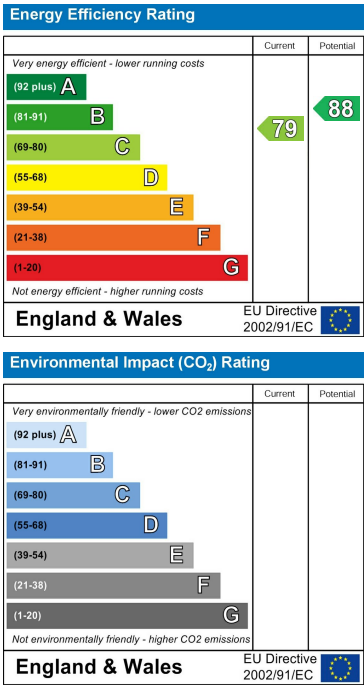 Energy Efficiency Rating
Current Potential
Very energy efficient - lower running costs
(92 plus) A
(81-91) B
(69-80) C
(55-68) D
(39-54) E
(21-38) F
(1-20) G
79
88
Not energy efficient - higher running costs
England & Wales
EU Directive
2002/91/EC
Environmental Impact (CO₂) Rating
Current Potential
Very environmentally friendly - lower CO2 emissions
(92 plus) A
(81-91) B
(69-80) C
(55-68) D
(39-54) E
(21-38) F
(1-20) G
Not environmentally friendly - higher CO2 emissions
England & Wales
EU Directive
2002/91/EC